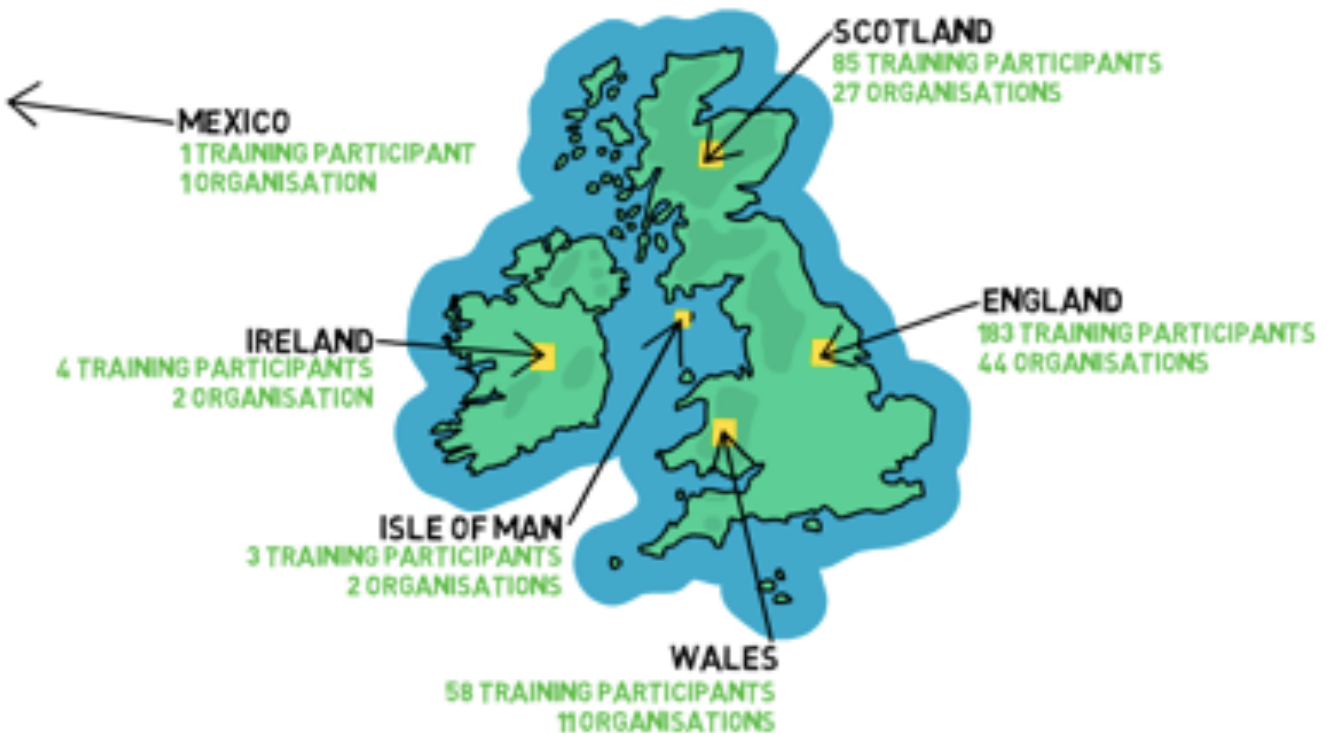 SCOTLAND
85 TRAINING PARTICIPANTS
27 ORGANISATIONS
MEXICO
1 TRAINING PARTICIPANT
1 ORGANISATION
ENGLAND
183 TRAINING PARTICIPANTS
44 ORGANISATIONS
IRELAND
4 TRAINING PARTICIPANTS
2 ORGANISATION
ISLE OF MAN
3 TRAINING PARTICIPANTS
2 ORGANISATIONS
WALES
58 TRAINING PARTICIPANTS
11 ORGANISATIONS